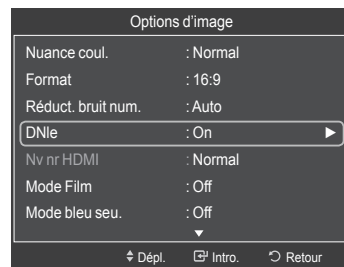 Options d'image
Nuance coul. : Normal
Format : 16:9
Réduct. bruit num. : Auto
DNIe : On ►
Nv nr HDMI : Normal
Mode Film : Off
Mode bleu seu. : Off
▼
Dépl. Intro. Retour